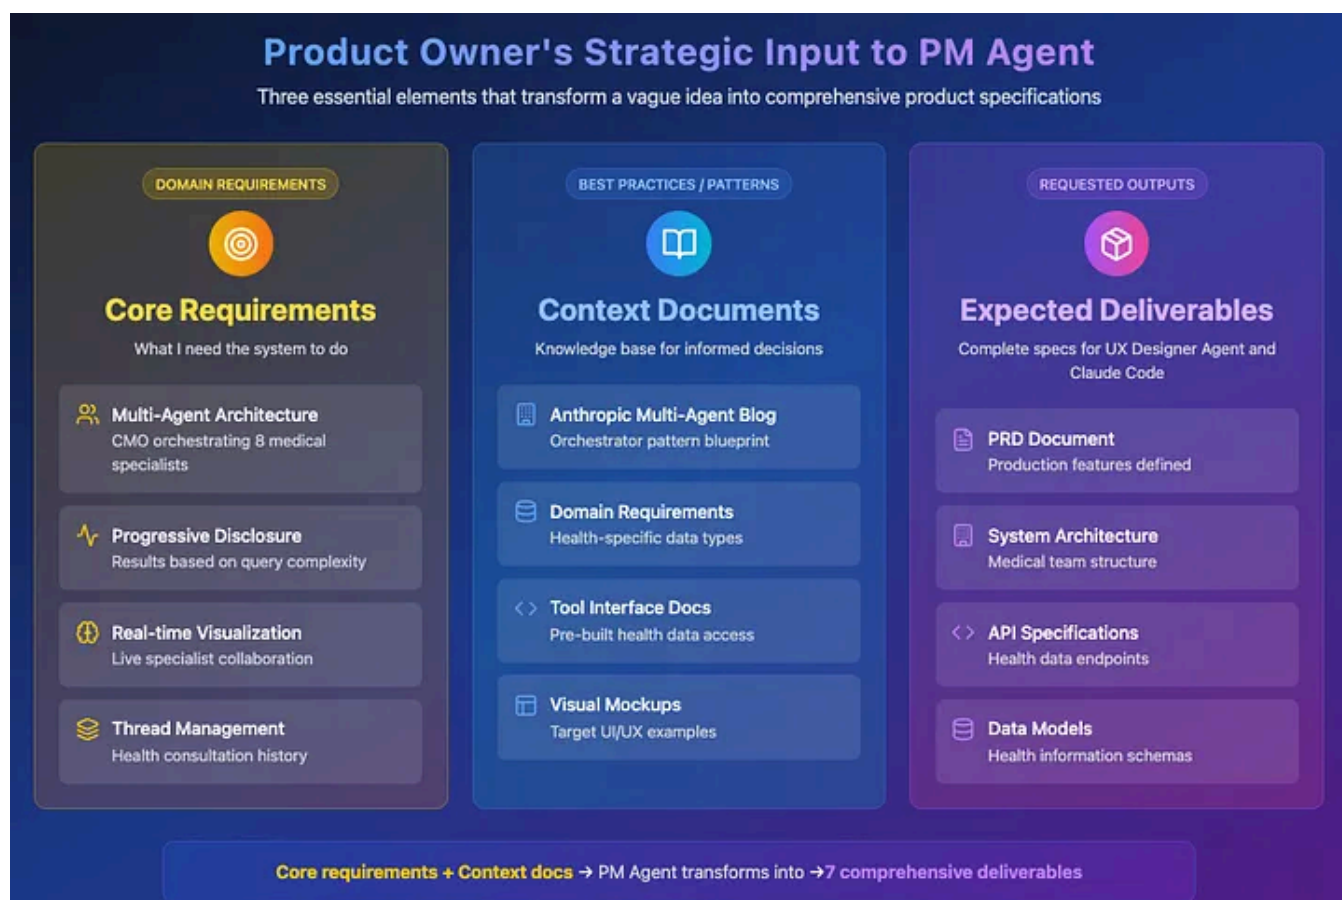 Product Owner's Strategic Input to PM Agent
Three essential elements that transform a vague idea into comprehensive product specifications
DOMAIN REQUIREMENTS
Core Requirements
What I need the system to do
Multi-Agent Architecture
CMO orchestrating 8 medical
specialists
Progressive Disclosure
Results based on query complexity
Real-time Visualization
Live specialist collaboration
Thread Management
Health consultation history
BEST PRACTICES / PATTERNS
Context Documents
Knowledge base for informed decisions
Anthropic Multi-Agent Blog
Orchestrator pattern blueprint
Domain Requirements
Health-specific data types
Tool Interface Docs
Pre-built health data access
Visual Mockups
Target UI/UX examples
REQUESTED OUTPUTS
Expected Deliverables
Complete specs for UX Designer Agent and
Claude Code
PRD Document
Production features defined
System Architecture
Medical team structure
API Specifications
Health data endpoints
Data Models
Health information schemas
Core requirements + Context docs → PM Agent transforms into →7 comprehensive deliverables